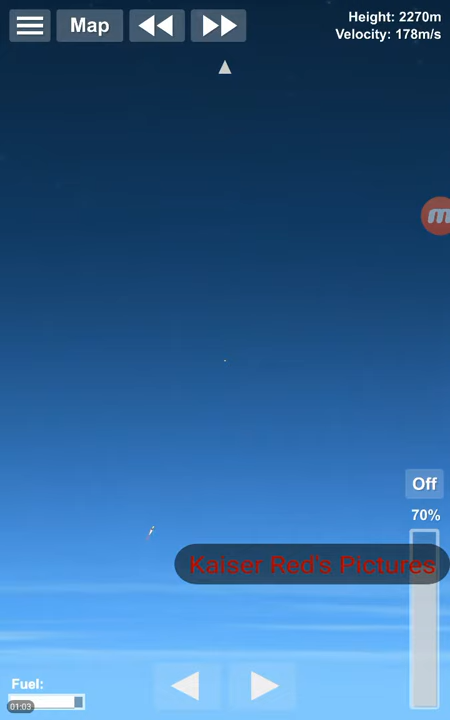 Map
Height: 2270m
Velocity: 178m/s
Off
70%
Kaiser Red's Pictures
Fuel:
01:03